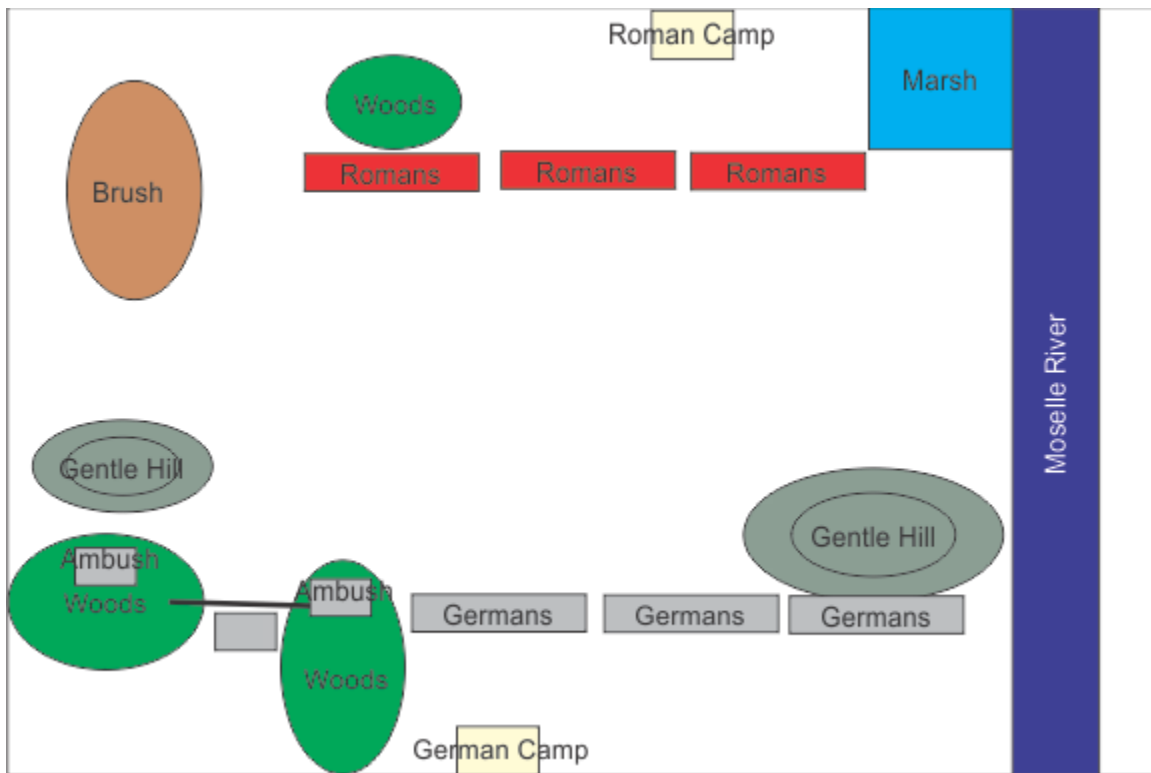 Roman Camp
Marsh
Woods
Romans
Romans
Romans
Brush
Moselle River
Gentle Hill
Gentle Hill
Ambush
Woods
Ambush
Germans
Germans
Germans
Woods
German Camp